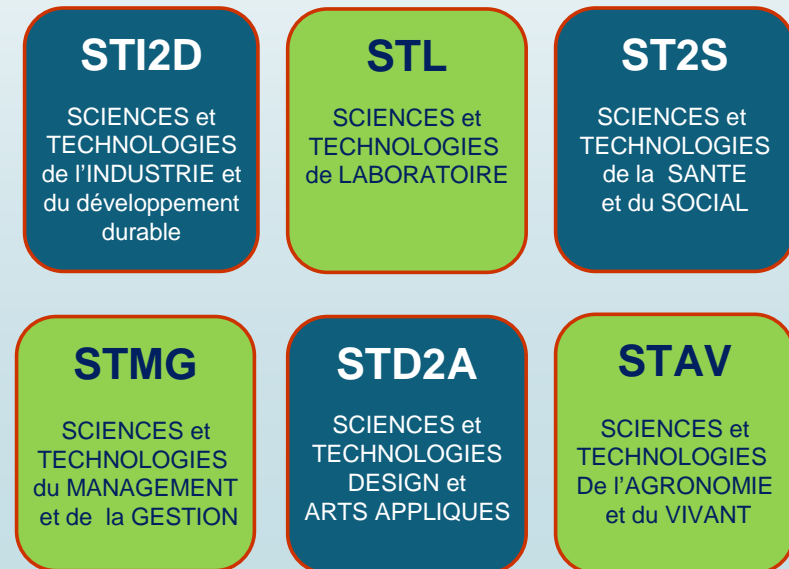 STI2D
SCIENCES et
TECHNOLOGIES
de l'INDUSTRIE et
du développement
durable
STL
SCIENCES et
TECHNOLOGIES
de LABORATOIRE
ST2S
SCIENCES et
TECHNOLOGIES
de la SANTE
et du SOCIAL
STMG
SCIENCES et
TECHNOLOGIES
du MANAGEMENT
et de la GESTION
STD2A
SCIENCES et
TECHNOLOGIES
DESIGN et
ARTS APPLIQUES
STAV
SCIENCES et
TECHNOLOGIES
De l'AGRONOMIE
et du VIVANT